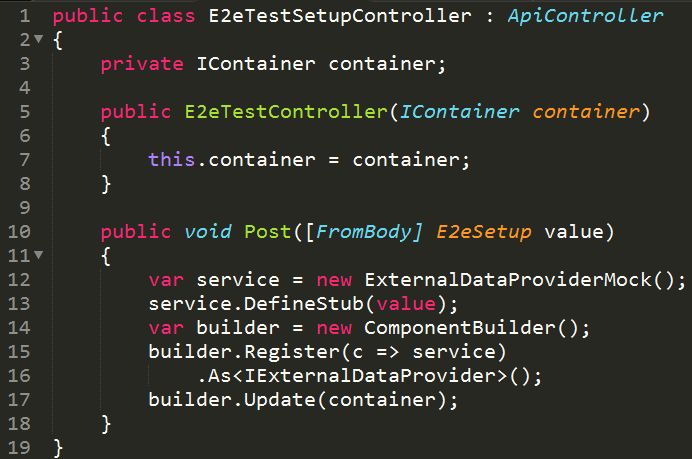 1 public class E2eTestSetupController : ApiController
2 {
3     private IContainer container;
4
5     public E2eTestController(IContainer container)
6     {
7         this.container = container;
8     }
9
10     public void Post([FromBody] E2eSetup value)
11     {
12         var service = new ExternalDataProviderMock();
13         service.DefineStub(value);
14         var builder = new ComponentBuilder();
15         builder.Register(c => service)
16             .As<IExternalDataProvider>();
17         builder.Update(container);
18     }
19 }